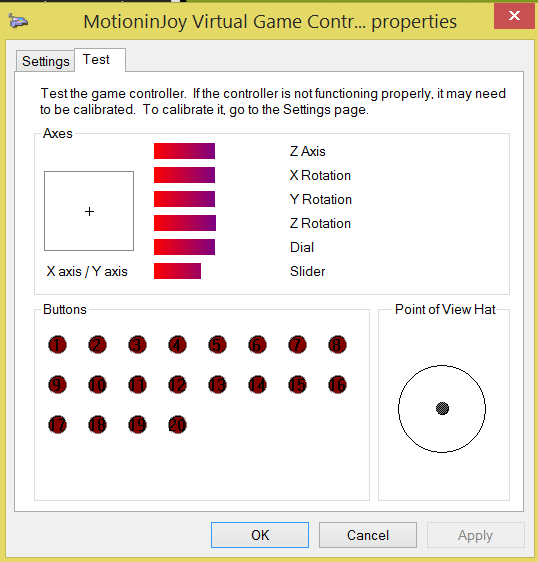 MotioninJoy Virtual Game Contr... properties
Settings
Test
Test the game controller. If the controller is not functioning properly, it may need
to be calibrated. To calibrate it, go to the Settings page.
Axes
Z Axis
X Rotation
Y Rotation
Z Rotation
Dial
X axis / Y axis
Slider
Buttons
1 2 3 4 5 6 7 8
9 10 11 12 13 14 15 16
17 18 19 20
Point of View Hat
OK
Cancel
Apply